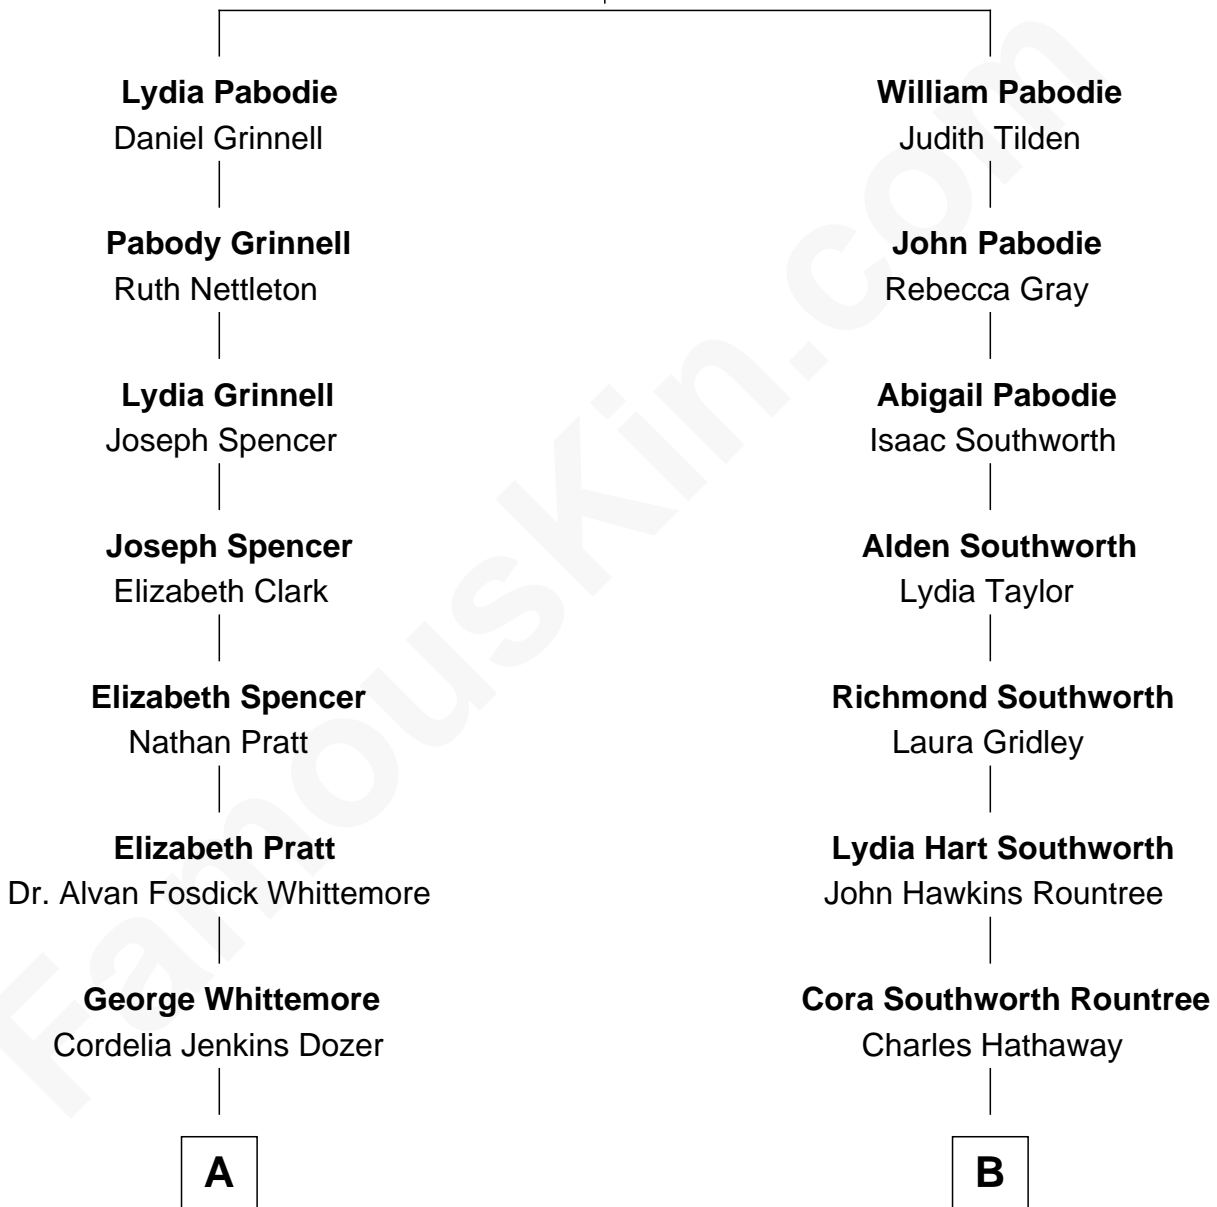 Lydia Pabodie
Daniel Grinnell
Pabody Grinnell
Ruth Nettleton
Lydia Grinnell
Joseph Spencer
Joseph Spencer
Elizabeth Clark
Elizabeth Spencer
Nathan Pratt
Elizabeth Pratt
Dr. Alvan Fosdick Whittemore
George Whittemore
Cordelia Jenkins Dozer
A
William Pabodie
Judith Tilden
John Pabodie
Rebecca Gray
Abigail Pabodie
Isaac Southworth
Alden Southworth
Lydia Taylor
Richmond Southworth
Laura Gridley
Lydia Hart Southworth
John Hawkins Rountree
Cora Southworth Rountree
Charles Hathaway
B
FamousKin.com